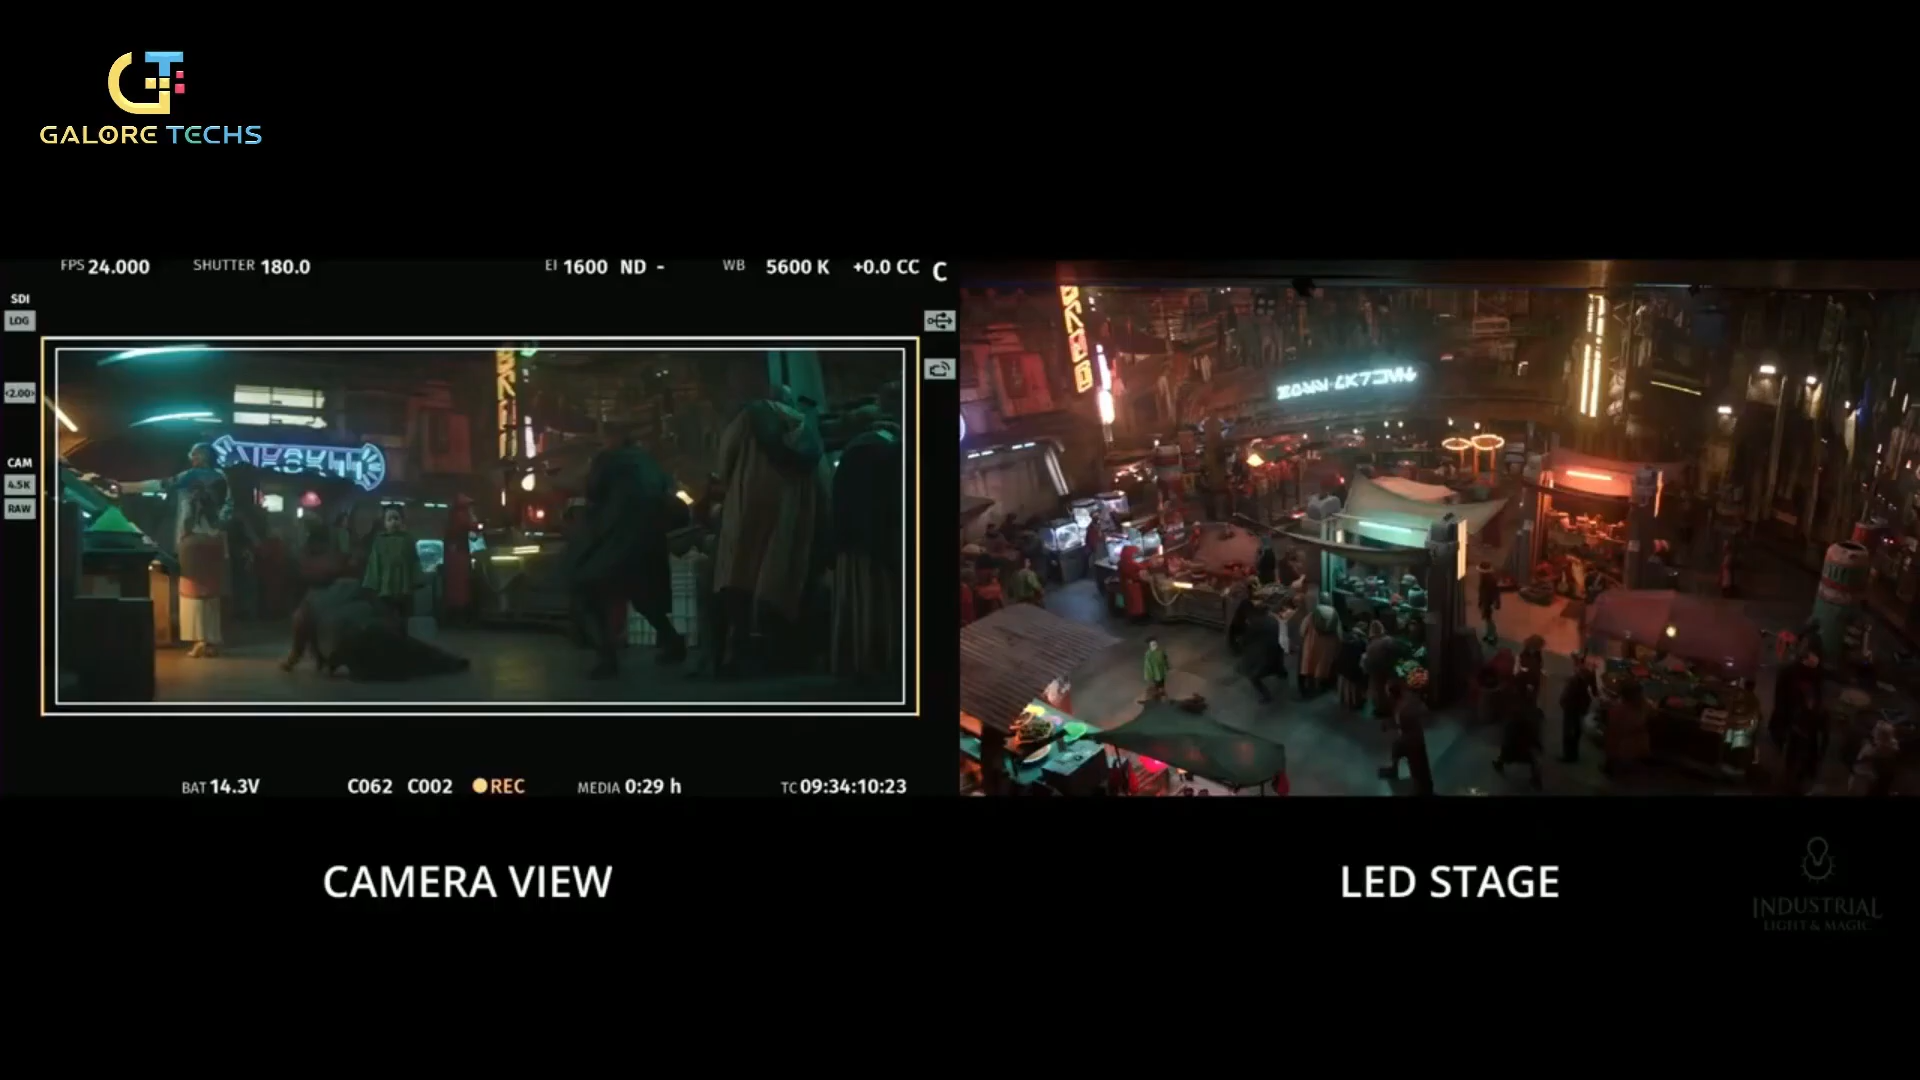 GT
GALORE TECHS
FPS 24.000 SHUTTER 180.0 EI 1600 ND - WB 5600 K +0.0 CC C
SDI
LOG
<2.00>
CAM
4.5K
RAW
BAT 14.3V C062 C002 REC MEDIA 0:29 h TC 09:34:10:23
CAMERA VIEW
LED STAGE
INDUSTRIAL
LIGHT & MAGIC